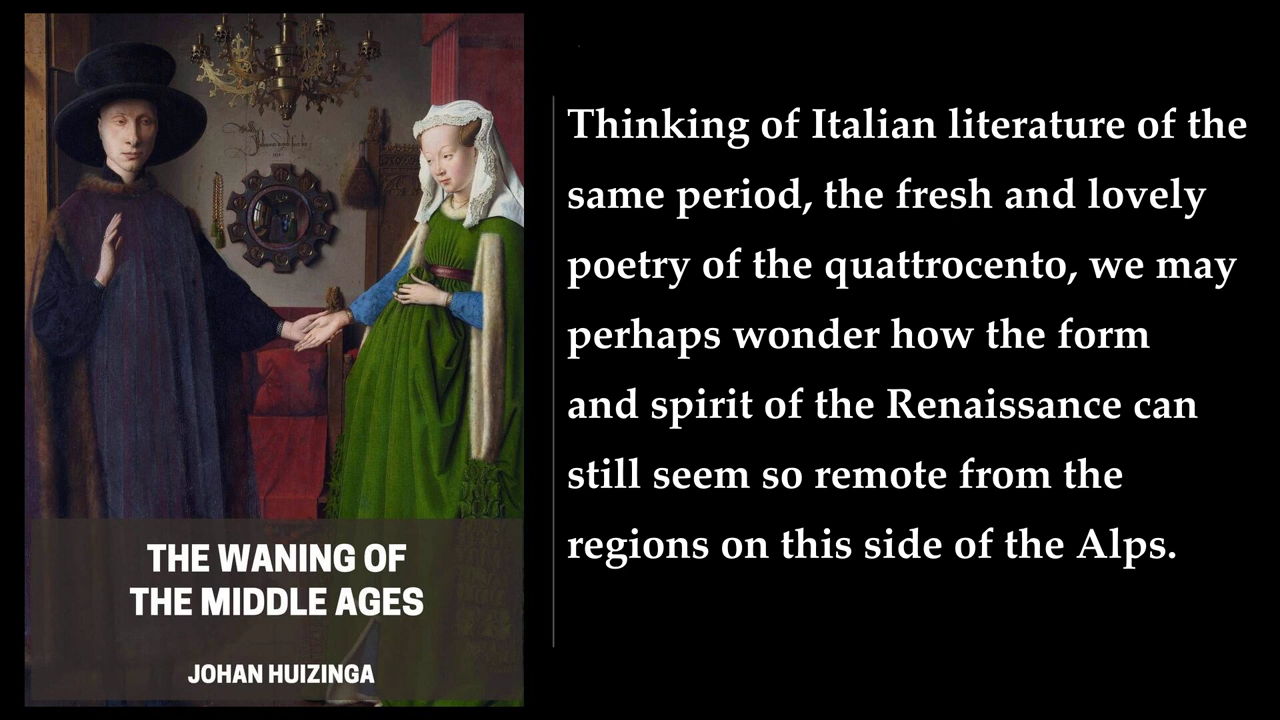 THE WANING OF
THE MIDDLE AGES
JOHAN HUIZINGA
Thinking of Italian literature of the
same period, the fresh and lovely
poetry of the quattrocento, we may
perhaps wonder how the form
and spirit of the Renaissance can
still seem so remote from the
regions on this side of the Alps.